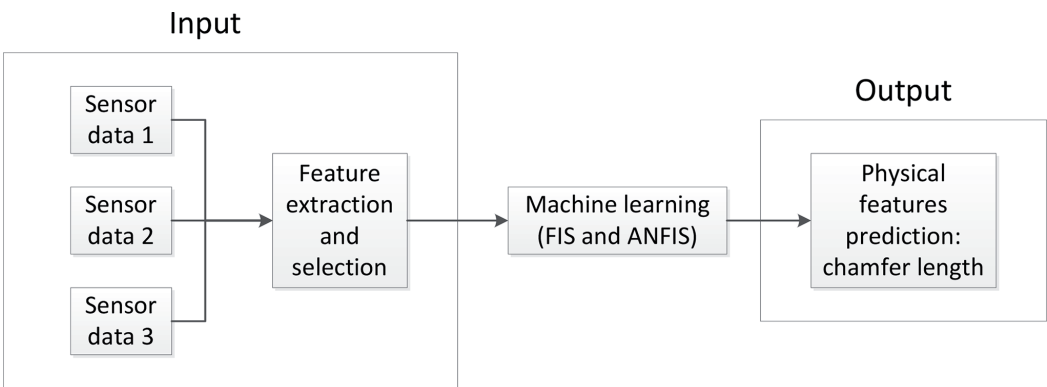 Input
Sensor
data 1
Sensor
data 2
Sensor
data 3
Feature
extraction
and
selection
Machine learning
(FIS and ANFIS)
Output
Physical
features
prediction:
chamfer length